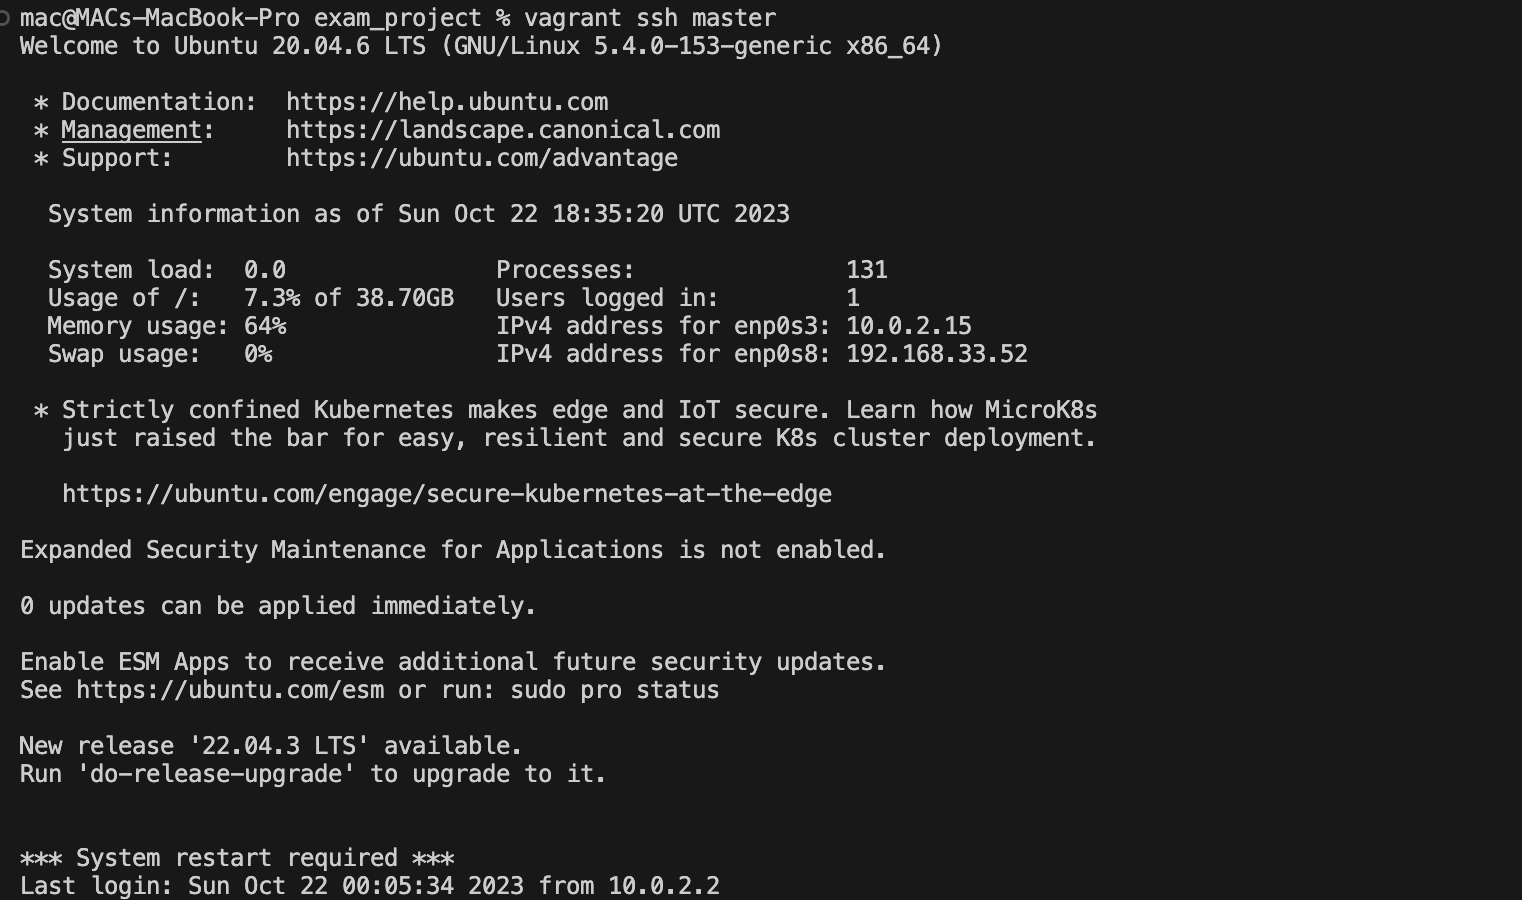 mac@MACs-MacBook-Pro exam_project % vagrant ssh master
Welcome to Ubuntu 20.04.6 LTS (GNU/Linux 5.4.0-153-generic x86_64)
* Documentation:  https://help.ubuntu.com
* Management:     https://landscape.canonical.com
* Support:        https://ubuntu.com/advantage
System information as of Sun Oct 22 18:35:20 UTC 2023
System load:  0.0               Processes:               131
Usage of /:   7.3% of 38.70GB   Users logged in:         1
Memory usage: 64%               IPv4 address for enp0s3: 10.0.2.15
Swap usage:   0%                IPv4 address for enp0s8: 192.168.33.52
* Strictly confined Kubernetes makes edge and IoT secure. Learn how MicroK8s
just raised the bar for easy, resilient and secure K8s cluster deployment.
https://ubuntu.com/engage/secure-kubernetes-at-the-edge
Expanded Security Maintenance for Applications is not enabled.
0 updates can be applied immediately.
Enable ESM Apps to receive additional future security updates.
See https://ubuntu.com/esm or run: sudo pro status
New release '22.04.3 LTS' available.
Run 'do-release-upgrade' to upgrade to it.
*** System restart required ***
Last login: Sun Oct 22 00:05:34 2023 from 10.0.2.2